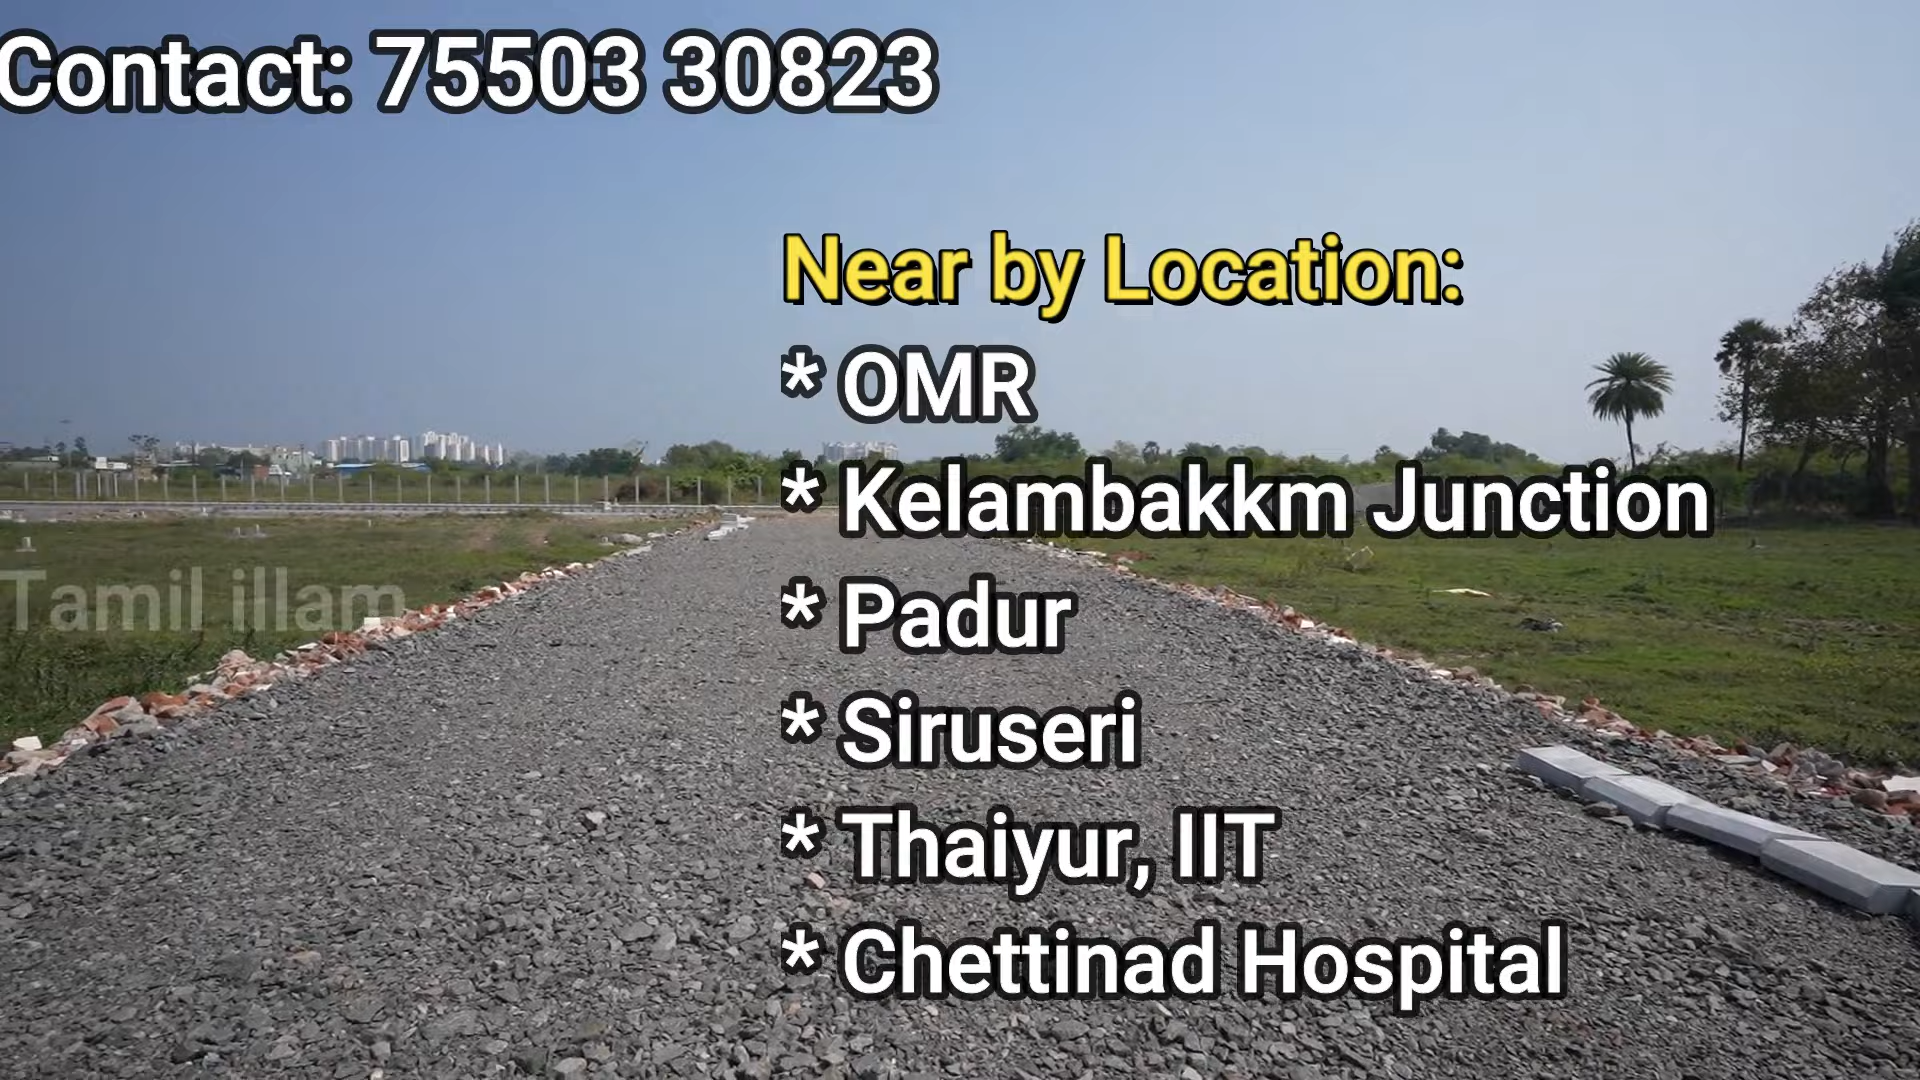 Contact: 75503 30823
Near by Location:
* OMR
* Kelambakkm Junction
* Padur
* Siruseri
Tamil illam
* Thaiyur, IIT
* Chettinad Hospital